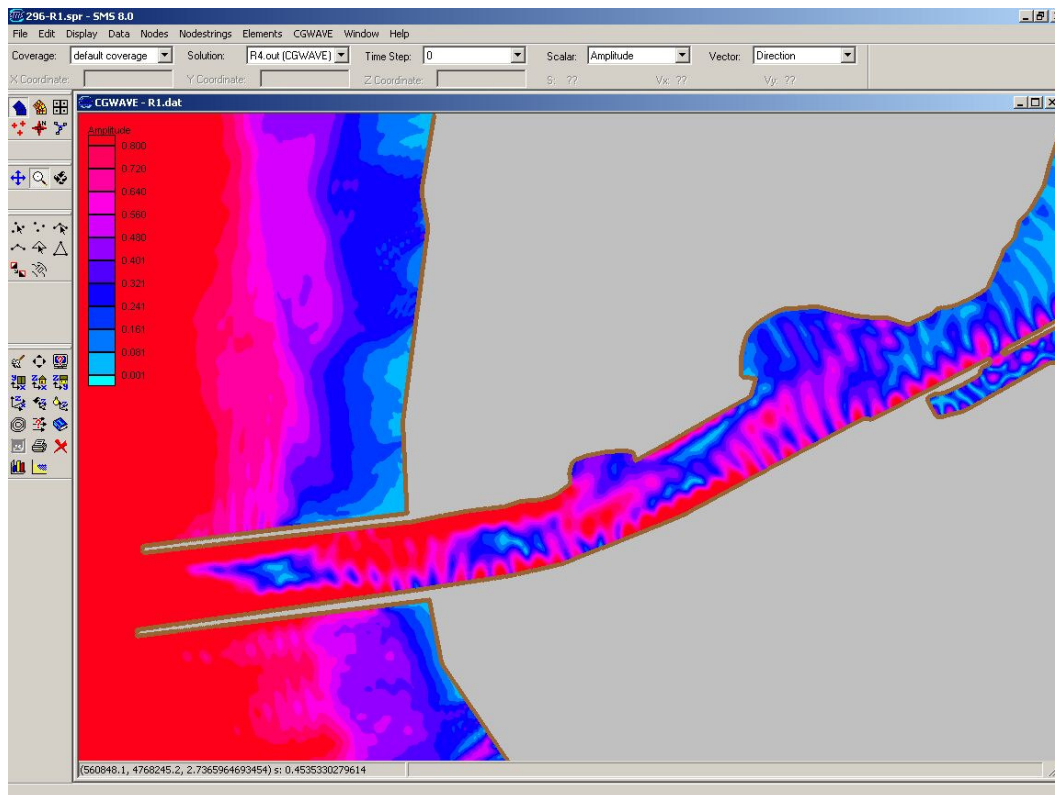 296-R1.spr - SMS 8.0
File Edit Display Data Nodes Nodestrings Elements CGWAVE Window Help
Coverage: default coverage Solution: R4.out (CGWAVE) Time Step: 0 Scalar: Amplitude Vector: Direction
X Coordinate: Y Coordinate: Z Coordinate: S: ?? Vx: ?? Vy: ??
CGWAVE - R1.dat
Amplitude
0.800
0.720
0.640
0.560
0.480
0.401
0.321
0.241
0.161
0.081
0.001
(560848.1, 4768245.2, 2.7365964693454) s: 0.4535330279614